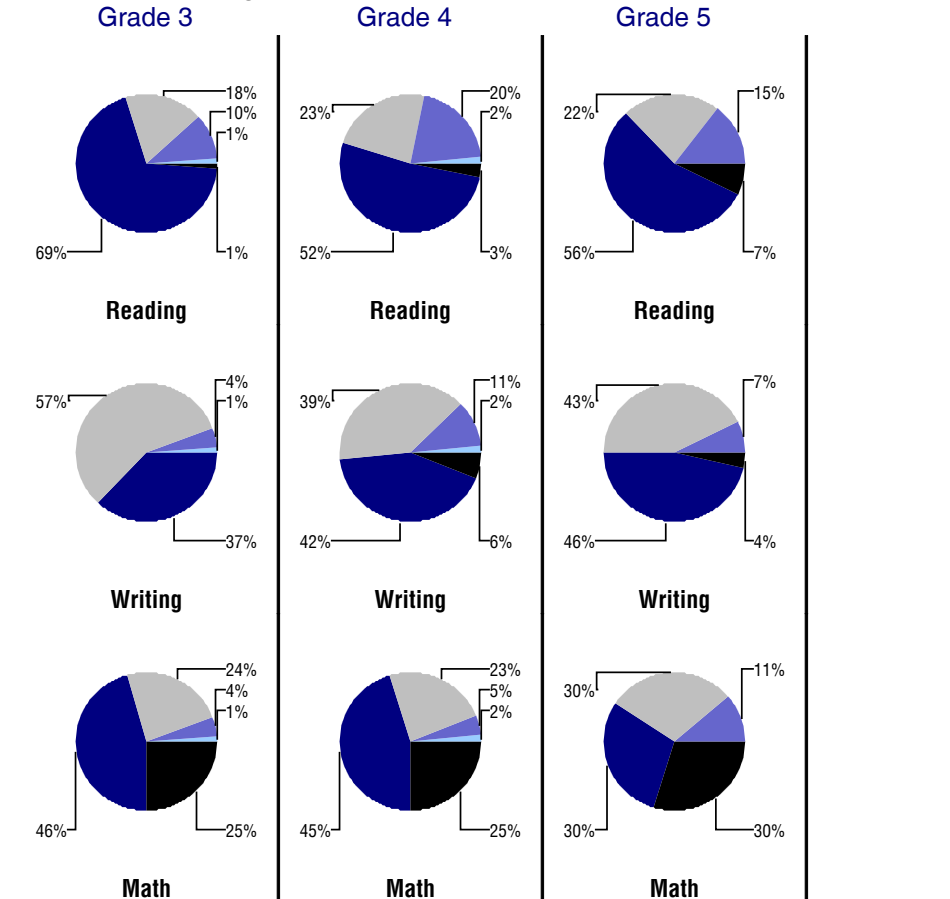 Grade 3 Grade 4 Grade 5
18% 20% 15%
10% 23% 2% 22%
1%
69% 1% 52% 3% 56% 7%
Reading Reading Reading
4% 11% 7%
57% 1% 39% 2% 43%
37% 42% 6% 46% 4%
Writing Writing Writing
24% 23% 11%
4% 5% 30%
1% 2%
46% 25% 45% 25% 30% 30%
Math Math Math